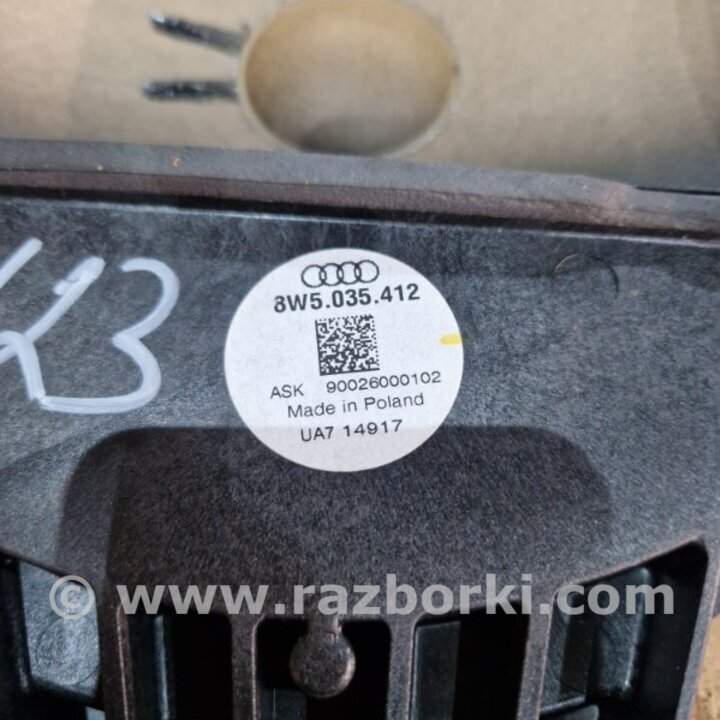 8W5.035.412
ASK 90026000102
Made in Poland
UA7 14917
© www.razborki.com